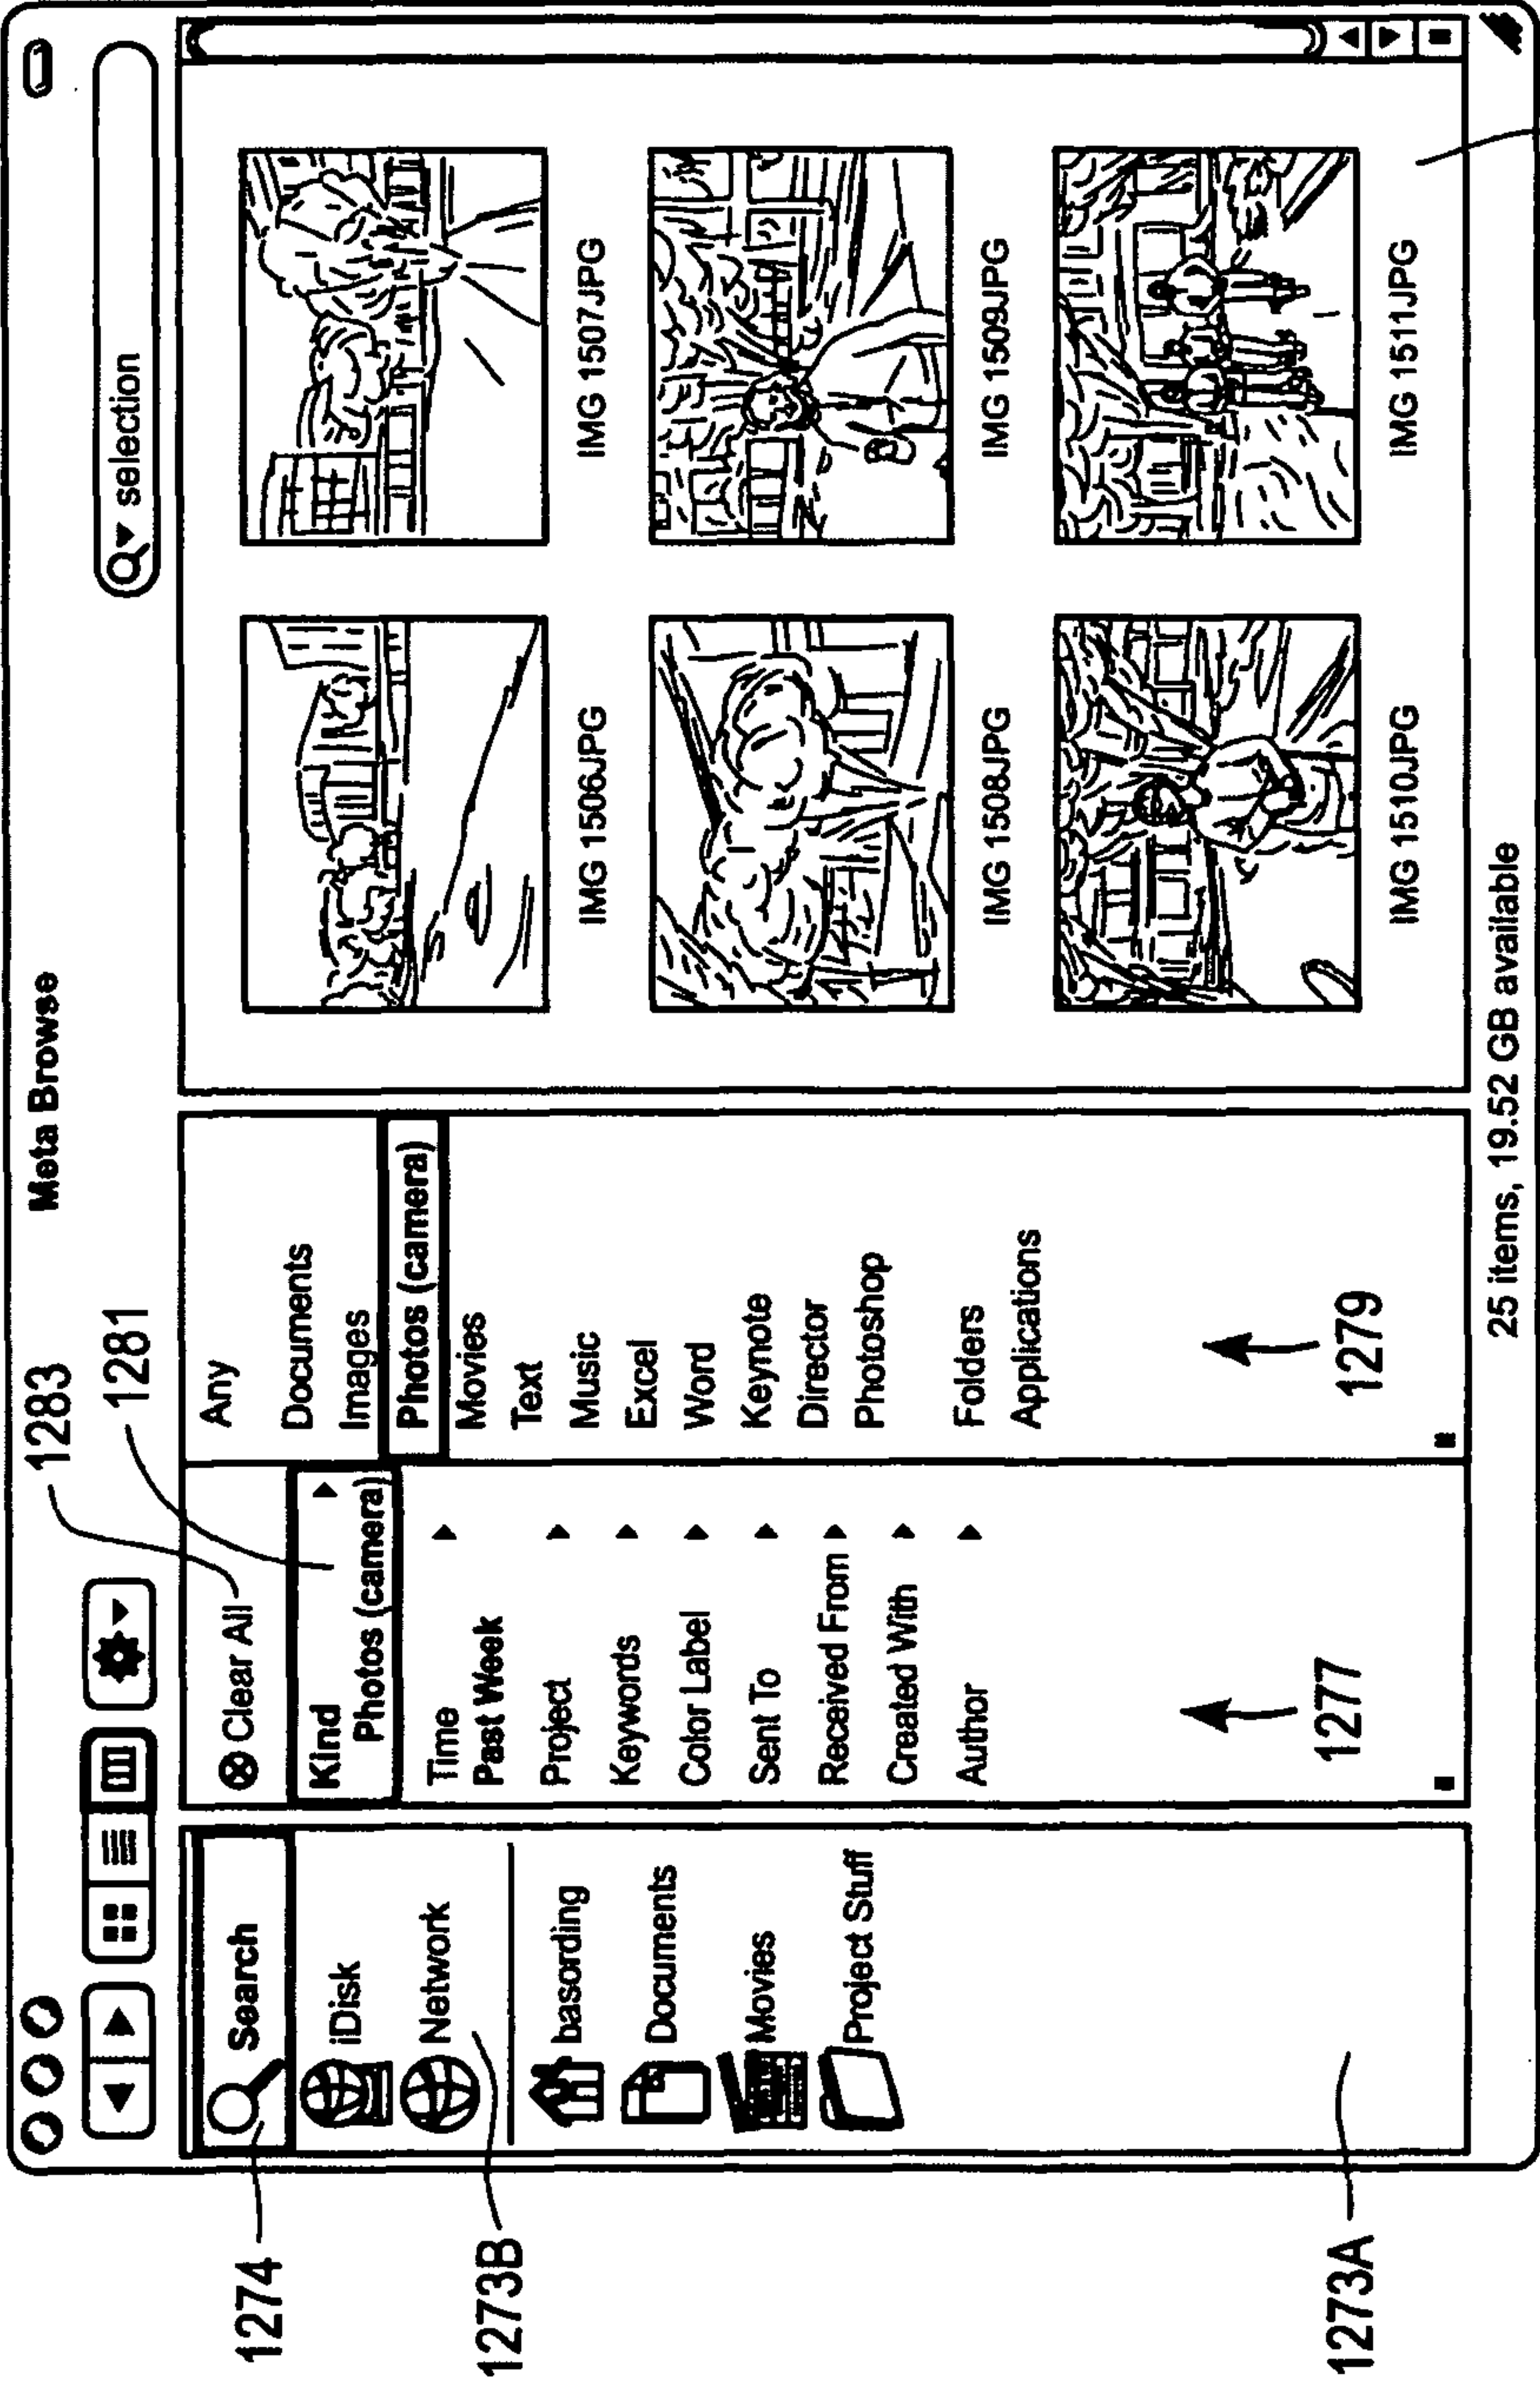 Meta Browse
selection
1283
1281
1274
1273B
1273A
Search
iDisk
Network
basording
Documents
Movies
Project Stuff
Clear All
Kind
Photos (camera)
Time
Past Week
Project
Keywords
Color Label
Sent To
Received From
Created With
Author
1277
Any
Documents
Images
Photos (camera)
Movies
Text
Music
Excel
Word
Keynote
Director
Photoshop
Folders
Applications
1279
IMG 1506JPG
IMG 1507JPG
IMG 1508JPG
IMG 1509JPG
IMG 1510JPG
IMG 1511JPG
25 items, 19.52 GB available